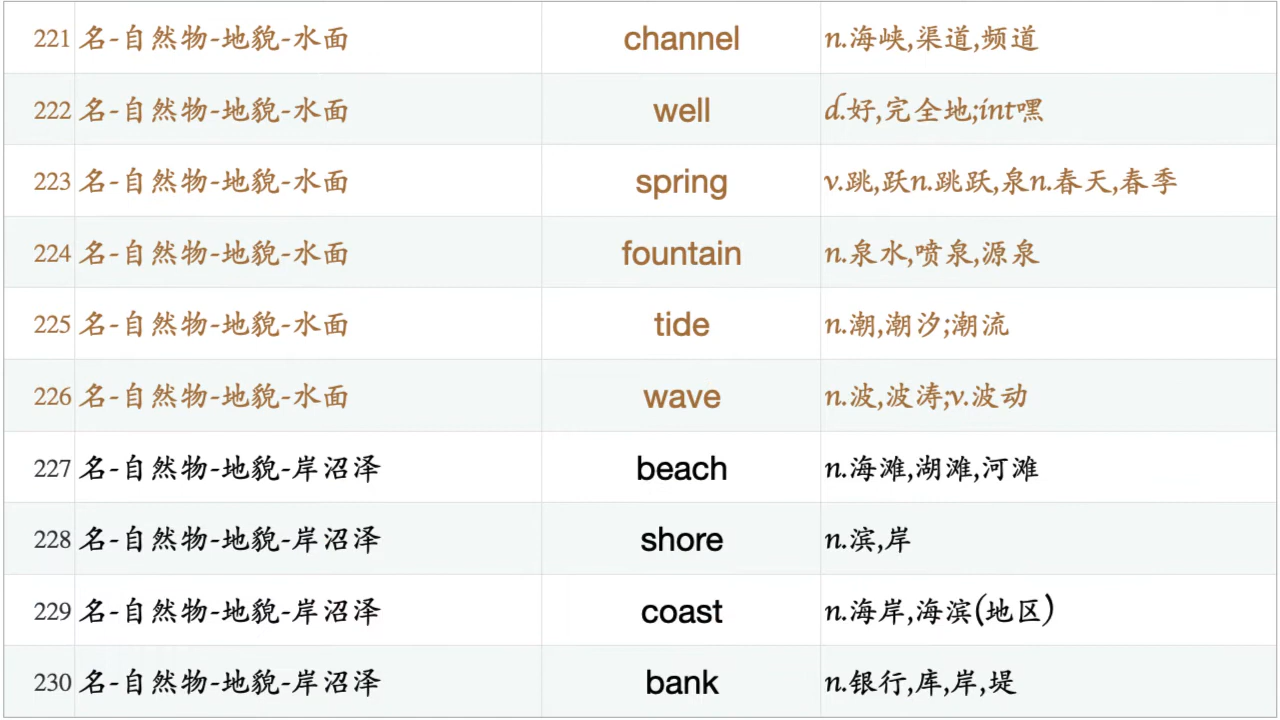 221 名-自然物-地貌-水面 channel n.海峡,渠道,频道
222 名-自然物-地貌-水面 well d.好,完全地;int嘿
223 名-自然物-地貌-水面 spring v.跳,跃n.跳跃,泉n.春天,春季
224 名-自然物-地貌-水面 fountain n.泉水,喷泉,源泉
225 名-自然物-地貌-水面 tide n.潮,潮汐;潮流
226 名-自然物-地貌-水面 wave n.波,波涛;v.波动
227 名-自然物-地貌-岸沼泽 beach n.海滩,湖滩,河滩
228 名-自然物-地貌-岸沼泽 shore n.滨,岸
229 名-自然物-地貌-岸沼泽 coast n.海岸,海滨(地区)
230 名-自然物-地貌-岸沼泽 bank n.银行,库,岸,堤